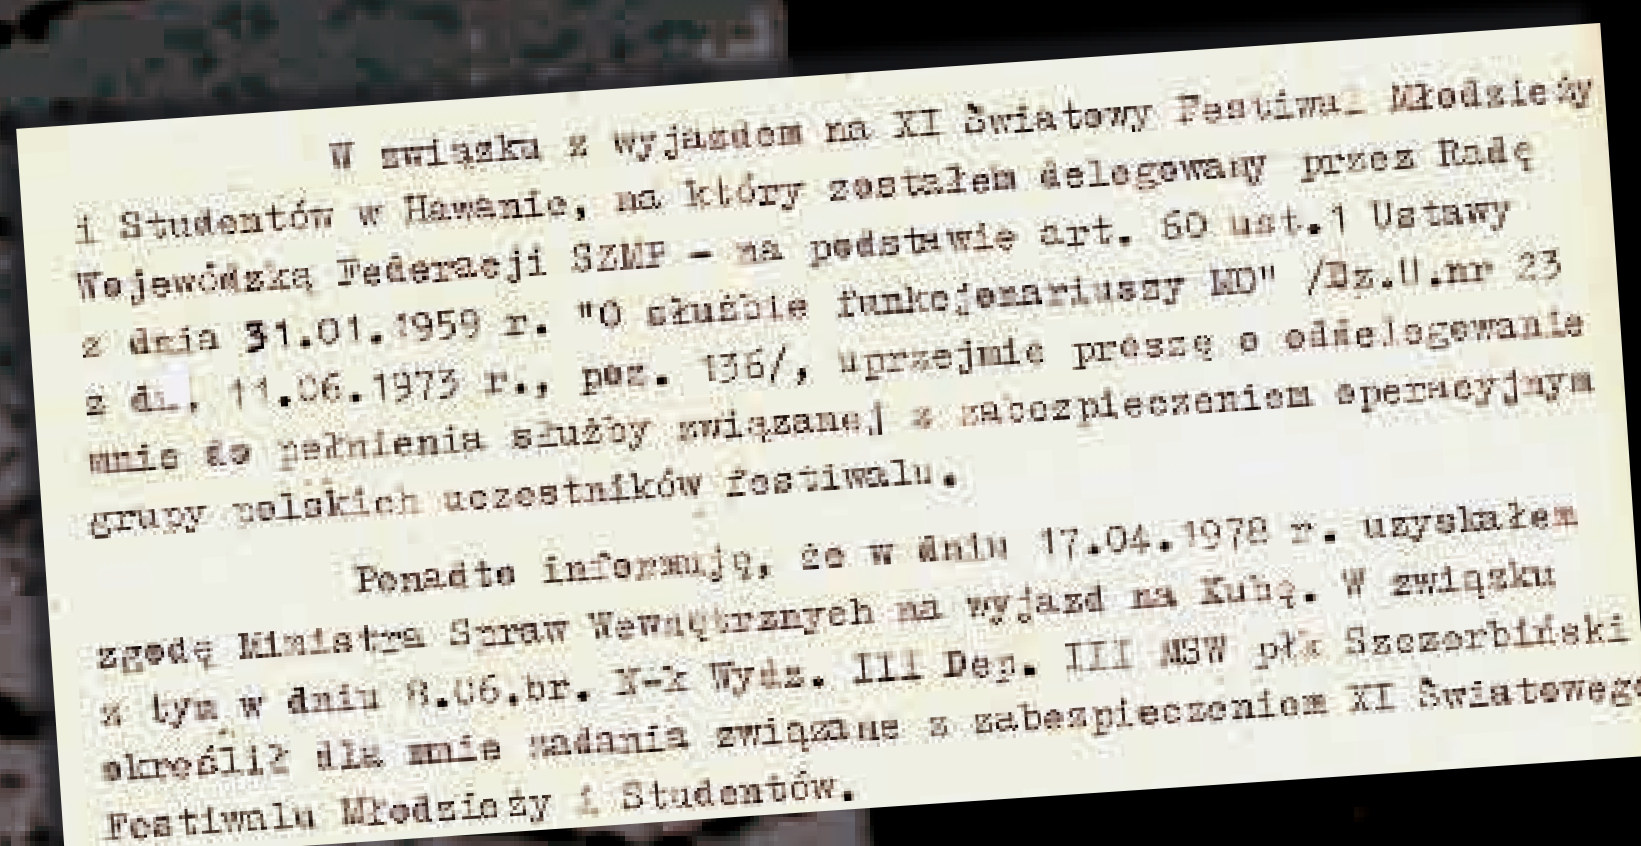 W związku z wyjazdem na XI Światowy Festiwal Młodzieży
i Studentów w Hawanie, na który zostałem delegowany przez Radę
Wojewódzką Federacji SZMP - na podstawie art. 60 ust.1 Ustawy
z dnia 31.01.1959 r. "O służbie funkcjonariuszy MO" /Dz.U.nr 23
z dn. 11.06.1973 r., poz. 136/, uprzejmie proszę o oddelegowanie
mnie do pełnienia służby związanej z zabezpieczeniem operacyjnym
grupy polskich uczestników festiwalu.
Ponadto informuję, że w dniu 17.04.1978 r. uzyskałem
zgodę Ministra Spraw Wewnętrznych na wyjazd na Kubę. W związku
z tym w dniu 8.06.br. N-k Wydz. III Dep. III MSW płk Szczerbiński
określił dla mnie zadania związane z zabezpieczeniem XI Światowego
Festiwalu Młodzieży i Studentów.